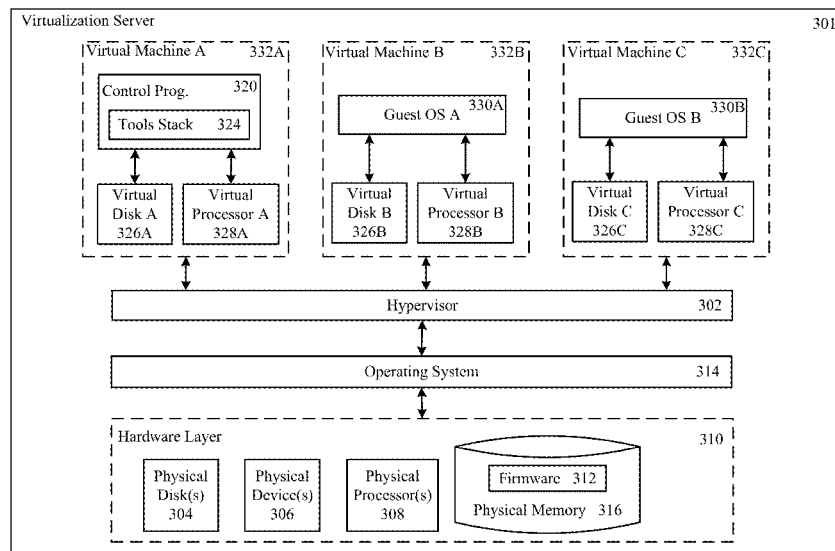 Virtualization Server 301
Virtual Machine A 332A
Control Prog. 320
Tools Stack 324
Virtual
Disk A
326A
Virtual
Processor A
328A
Virtual Machine B 332B
330A
Guest OS A
Virtual
Disk B
326B
Virtual
Processor B
328B
Virtual Machine C 332C
330B
Guest OS B
Virtual
Disk C
326C
Virtual
Processor C
328C
Hypervisor 302
Operating System 314
Hardware Layer 310
Physical
Disk(s)
304
Physical
Device(s)
306
Physical
Processor(s)
308
Firmware 312
Physical Memory 316